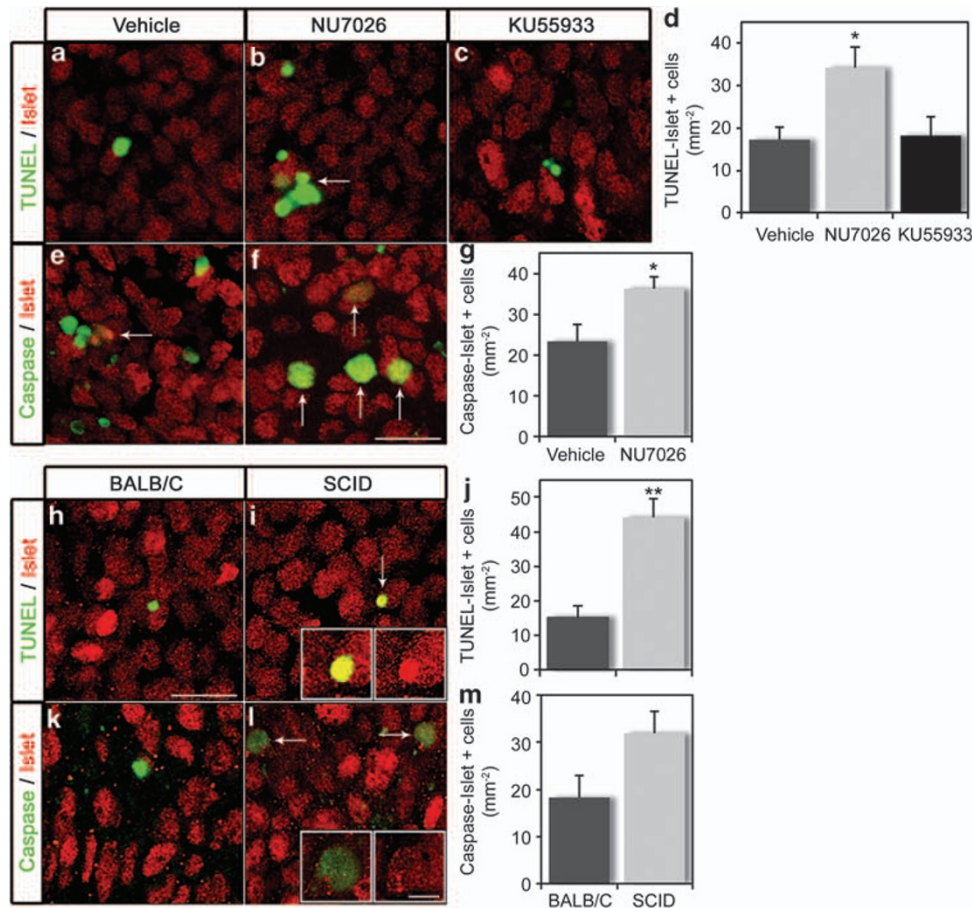 Vehicle NU7026 KU55933
TUNEL / Islet
a
b
c
d
TUNEL-Islet + cells
(mm-2)
40
30
20
10
0
*
Vehicle NU7026 KU55933
Caspase / Islet
e
f
g
Caspase-Islet + cells
(mm-2)
40
30
20
10
0
*
Vehicle NU7026
BALB/C SCID
TUNEL / Islet
h
i
j
TUNEL-Islet + cells
(mm-2)
50
40
30
20
10
0
**
Caspase / Islet
k
l
m
Caspase-Islet + cells
(mm-2)
40
30
20
10
0
BALB/C SCID